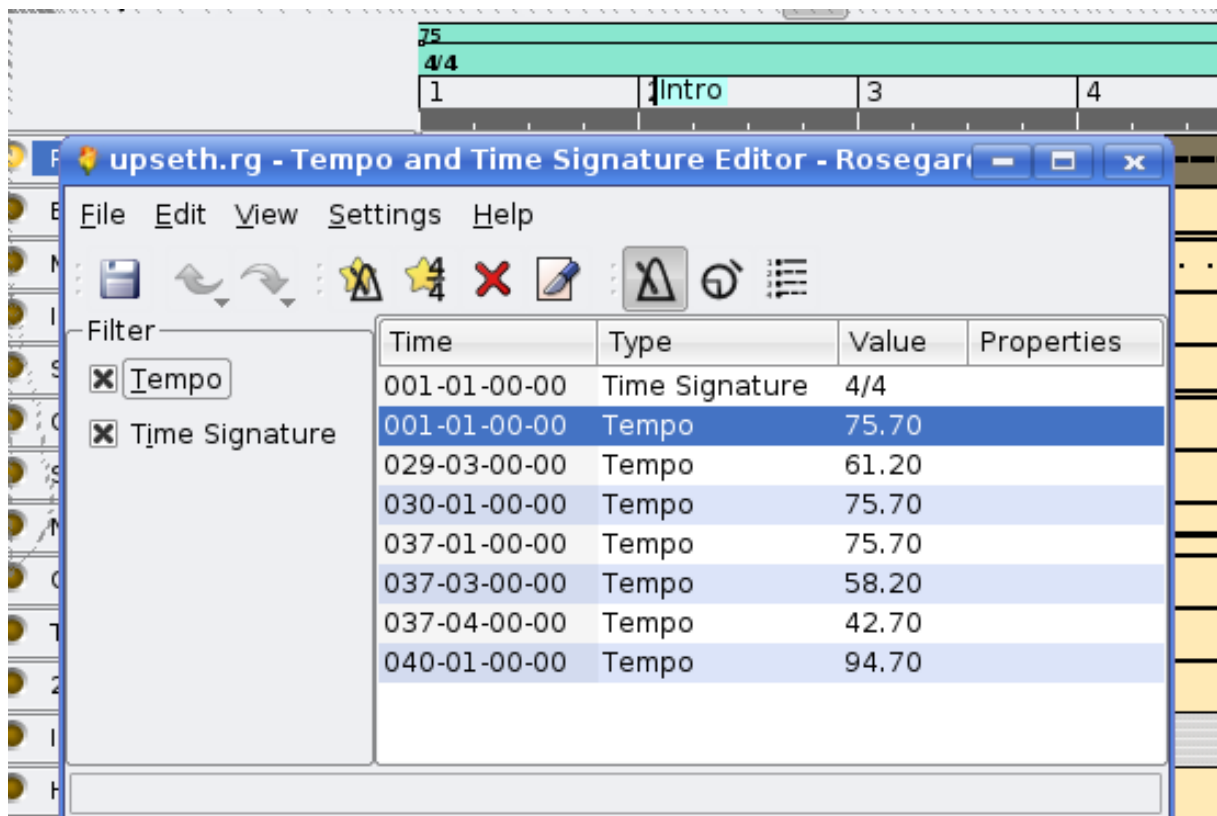 75
4/4
1 Intro 3 4
upseth.rg - Tempo and Time Signature Editor - Rosegar
File Edit View Settings Help
Filter
Tempo
Time Signature
Time Type Value Properties
001-01-00-00 Time Signature 4/4
001-01-00-00 Tempo 75.70
029-03-00-00 Tempo 61.20
030-01-00-00 Tempo 75.70
037-01-00-00 Tempo 75.70
037-03-00-00 Tempo 58.20
037-04-00-00 Tempo 42.70
040-01-00-00 Tempo 94.70